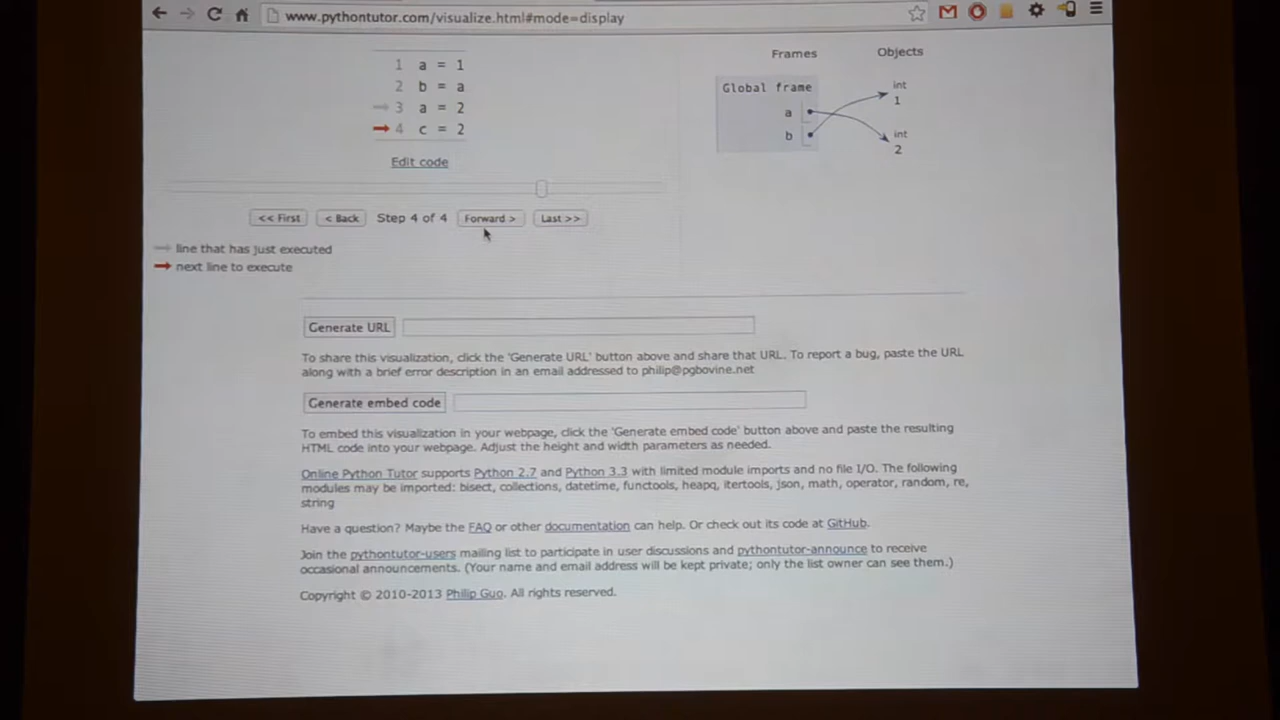 www.pythontutor.com/visualize.html#mode=display
1 a = 1
2 b = a
3 a = 2
4 c = 2
Edit code
<< First < Back Step 4 of 4 Forward > Last >>
line that has just executed
next line to execute
Frames Objects
Global frame
a
b
int
1
int
2
Generate URL
To share this visualization, click the 'Generate URL' button above and share that URL. To report a bug, paste the URL
along with a brief error description in an email addressed to philip@pgbovine.net
Generate embed code
To embed this visualization in your webpage, click the 'Generate embed code' button above and paste the resulting
HTML code into your webpage. Adjust the height and width parameters as needed.
Online Python Tutor supports Python 2.7 and Python 3.3 with limited module imports and no file I/O. The following
modules may be imported: bisect, collections, datetime, functools, heapq, itertools, json, math, operator, random, re,
string
Have a question? Maybe the FAQ or other documentation can help. Or check out its code at GitHub.
Join the pythontutor-users mailing list to participate in user discussions and pythontutor-announce to receive
occasional announcements. (Your name and email address will be kept private; only the list owner can see them.)
Copyright © 2010-2013 Philip Guo. All rights reserved.